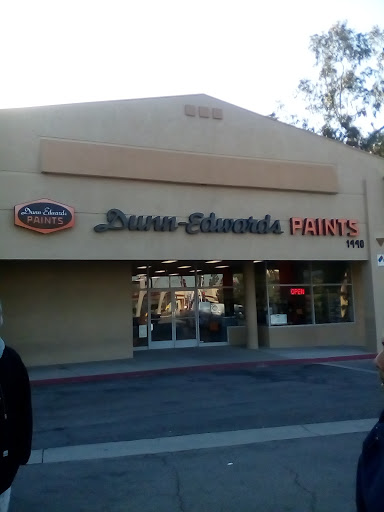 Dunn-Edwards
PAINTS
Dunn-Edwards PAINTS
1440
OPEN